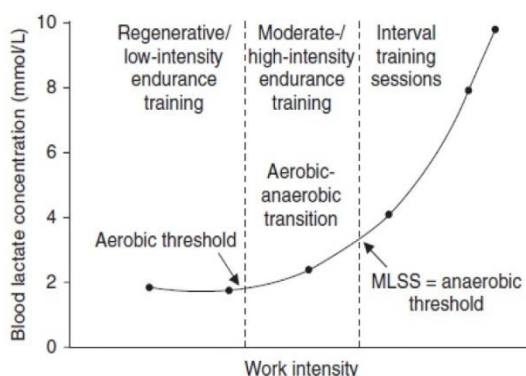 Blood lactate concentration (mmol/L)
10
8
6
4
2
0
Regenerative/
low-intensity
endurance
training
Moderate-/
high-intensity
endurance
training
Interval
training
sessions
Aerobic-
anaerobic
transition
Aerobic threshold
MLSS = anaerobic
threshold
Work intensity